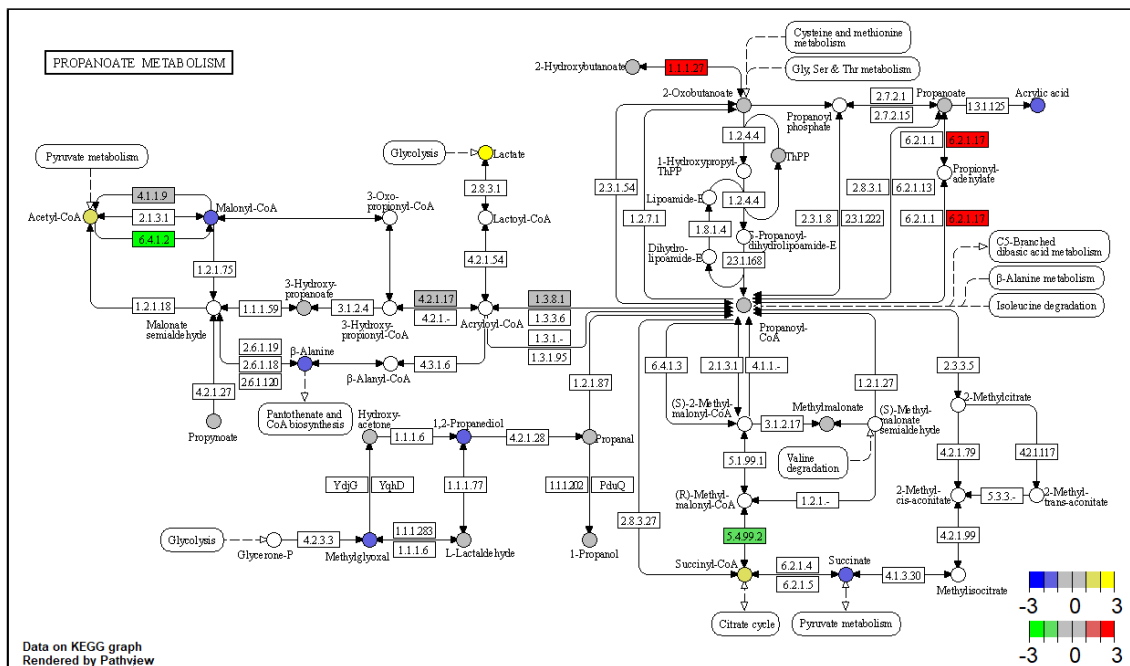 PROPANOATE METABOLISM
Cysteine and methionine
metabolism
2-Hydroxybutanoate
1.1.1.27
Gly, Ser & Thr metabolism
2-Oxobutanoate
2.7.2.1
2.7.2.15
Propanoyl
phosphate
Propanoate
1.3.1.125
Acrylic acid
Pyruvate metabolism
Glycolysis
Lactate
1.2.4.4
ThPP
1-Hydroxypropyl-
ThPP
6.2.1.1
6.2.1.17
Propionyl-
adenylate
4.1.1.9
Acetyl-CoA
2.1.3.1
Malonyl-CoA
6.4.1.2
3-Oxo-
propionyl-CoA
2.8.3.1
Lactoyl-CoA
2.3.1.54
1.2.7.1
Lipoamide-E
1.2.4.4
1.8.1.4
S-Propanoyl-
dihydrolipoamide-E
Dihydro-
lipoamide-E
2.3.1.168
2.3.1.8
2.3.1.222
2.8.3.1
6.2.1.13
6.2.1.1
6.2.1.17
1.2.1.75
4.2.1.54
C5-Branched
dibasic acid metabolism
β-Alanine metabolism
Isoleucine degradation
1.2.1.18
Malonate
semialdehyde
1.1.1.59
3-Hydroxy-
propanoate
3.1.2.4
3-Hydroxy-
propionyl-CoA
4.2.1.17
4.2.1.-
Acryloyl-CoA
1.3.8.1
1.3.3.6
1.3.1.-
1.3.1.95
Propanoyl-
CoA
2.6.1.19
2.6.1.18
2.6.1.120
β-Alanine
β-Alanyl-CoA
4.3.1.6
6.4.1.3
2.1.3.1
4.1.1.-
1.2.1.27
2.3.3.5
1.2.1.87
4.2.1.27
Propynoate
Pantothenate and
CoA biosynthesis
(S)-2-Methyl-
malonyl-CoA
3.1.2.17
Methylmalonate
(S)-Methyl-
malonate
semialdehyde
2-Methylcitrate
Hydroxy-
acetone
1.1.1.6
1,2-Propanediol
4.2.1.28
Propanal
5.1.99.1
Valine
degradation
4.2.1.79
4.2.1.117
YdjG
YqhD
1.1.1.77
1.1.1.202
PduQ
(R)-Methyl-
malonyl-CoA
1.2.1.-
2-Methyl-
cis-aconitate
5.3.3.-
2-Methyl-
trans-aconitate
Glycolysis
Glycerone-P
4.2.3.3
Methylglyoxal
1.1.1.283
1.1.1.6
L-Lactaldehyde
1-Propanol
2.8.3.27
5.4.99.2
4.2.1.99
Succinyl-CoA
6.2.1.4
6.2.1.5
Succinate
4.1.3.30
Methylisocitrate
Citrate cycle
Pyruvate metabolism
-3 0 3
-3 0 3
Data on KEGG graph
Rendered by Pathview